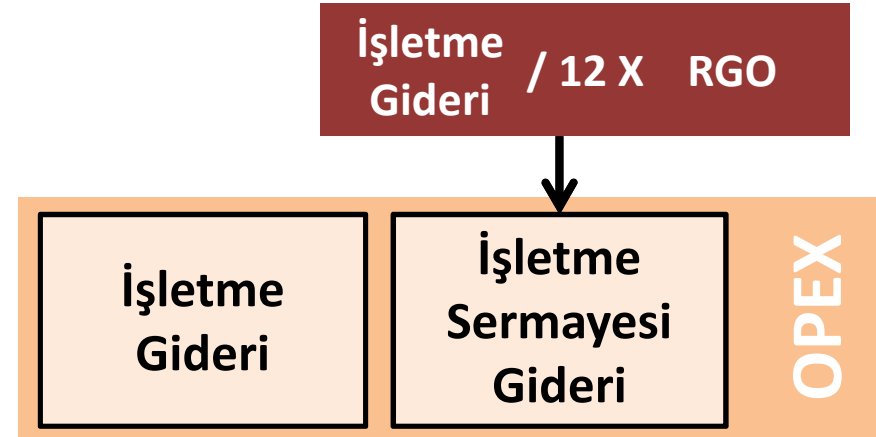 İşletme
Gideri
/ 12 X RGO
İşletme
Gideri
İşletme
Sermayesi
Gideri
OPEX